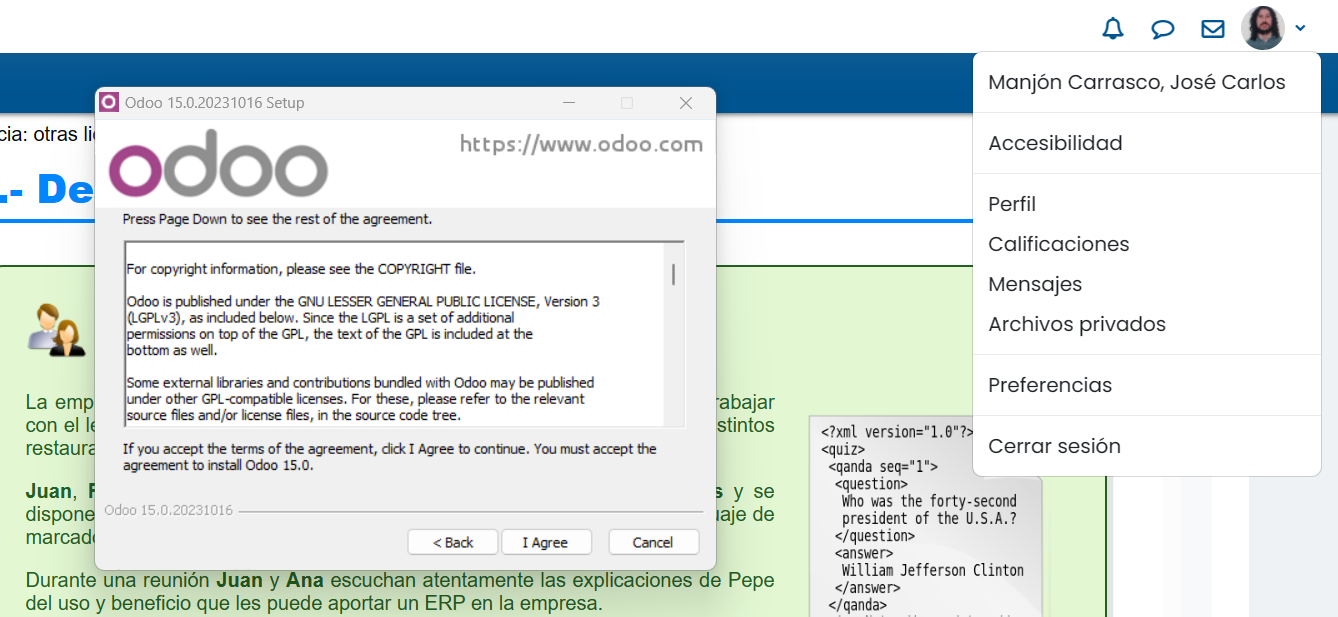 Manjón Carrasco, José Carlos
Accesibilidad
Perfil
Calificaciones
Mensajes
Archivos privados
Preferencias
Cerrar sesión
Odoo 15.0.20231016 Setup
odoo
https://www.odoo.com
Press Page Down to see the rest of the agreement.
For copyright information, please see the COPYRIGHT file.
Odoo is published under the GNU LESSER GENERAL PUBLIC LICENSE, Version 3
(LGPLv3), as included below. Since the LGPL is a set of additional
permissions on top of the GPL, the text of the GPL is included at the
bottom as well.
Some external libraries and contributions bundled with Odoo may be published
under other GPL-compatible licenses. For these, please refer to the relevant
source files and/or license files, in the source code tree.
If you accept the terms of the agreement, click I Agree to continue. You must accept the
agreement to install Odoo 15.0.
Odoo 15.0.20231016
< Back
I Agree
Cancel
cia: otras
.- De
La
con el
Juan,
y se
de
Durante una reunión Juan y Ana escuchan atentamente las explicaciones de Pepe
del uso y beneficio que les puede aportar un ERP en la empresa.
<?xml version="1.0"?>
<quiz>
<qanda seq="1">
<question>
Who was the forty-second
president of the U.S.A.?
</question>
<answer>
William Jefferson Clinton
</answer>
</qanda>